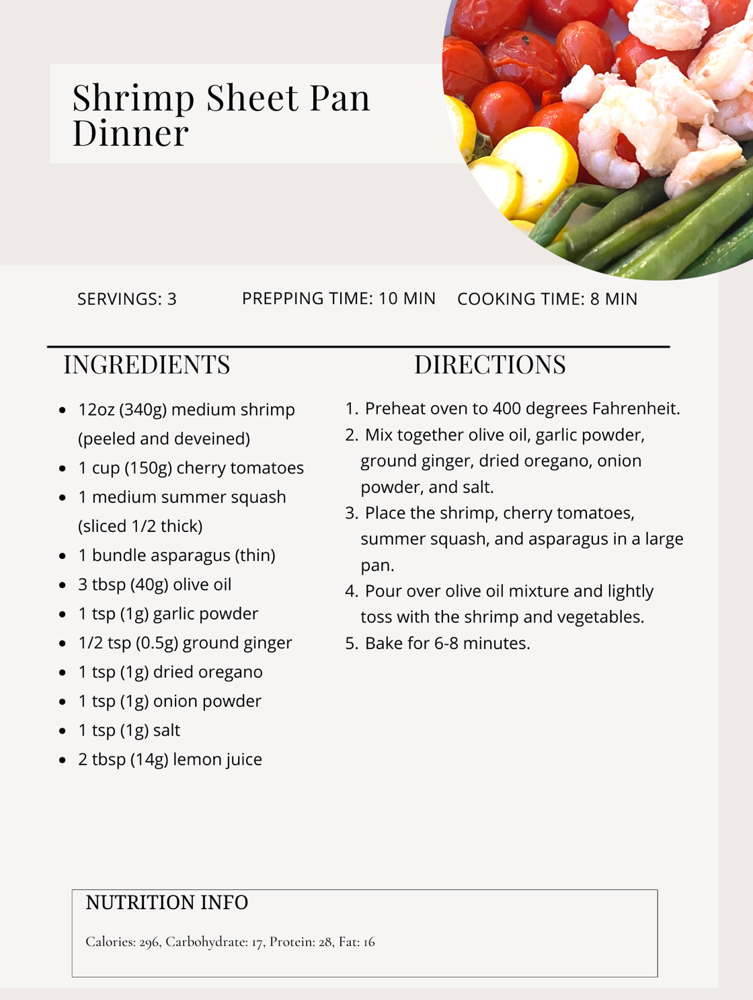 Shrimp Sheet Pan
Dinner
SERVINGS: 3
PREPPING TIME: 10 MIN
COOKING TIME: 8 MIN
INGREDIENTS
12oz (340g) medium shrimp
(peeled and deveined)
1 cup (150g) cherry tomatoes
1 medium summer squash
(sliced 1/2 thick)
1 bundle asparagus (thin)
3 tbsp (40g) olive oil
1 tsp (1g) garlic powder
1/2 tsp (0.5g) ground ginger
1 tsp (1g) dried oregano
1 tsp (1g) onion powder
1 tsp (1g) salt
2 tbsp (14g) lemon juice
DIRECTIONS
1. Preheat oven to 400 degrees Fahrenheit.
2. Mix together olive oil, garlic powder,
ground ginger, dried oregano, onion
powder, and salt.
3. Place the shrimp, cherry tomatoes,
summer squash, and asparagus in a large
pan.
4. Pour over olive oil mixture and lightly
toss with the shrimp and vegetables.
5. Bake for 6-8 minutes.
NUTRITION INFO
Calories: 296, Carbohydrate: 17, Protein: 28, Fat: 16